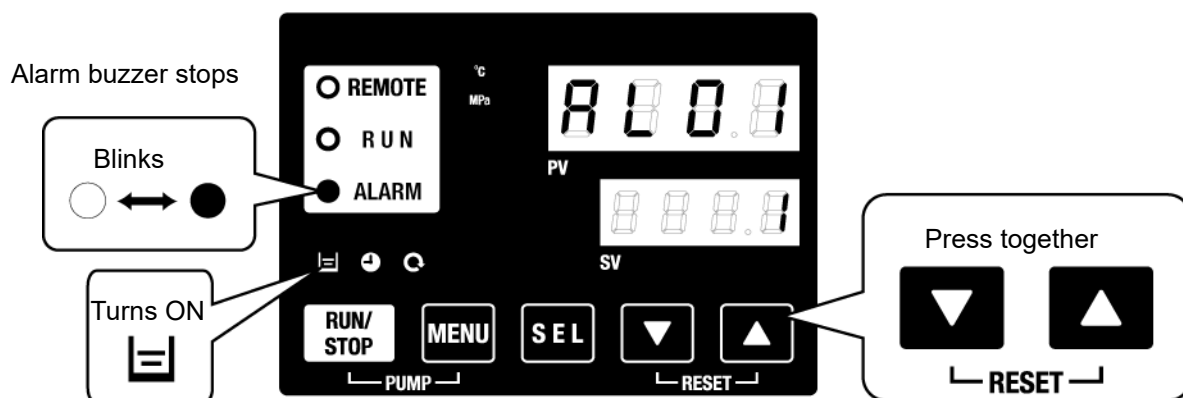 Alarm buzzer stops
Blinks
Turns ON
REMOTE
RUN
ALARM
°C
MPa
AL01
PV
1
SV
RUN/
STOP
MENU
SEL
PUMP
RESET
Press together
RESET